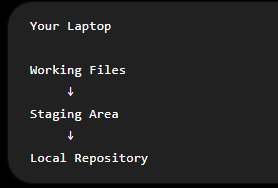 Your Laptop
Working Files
↓
Staging Area
↓
Local Repository